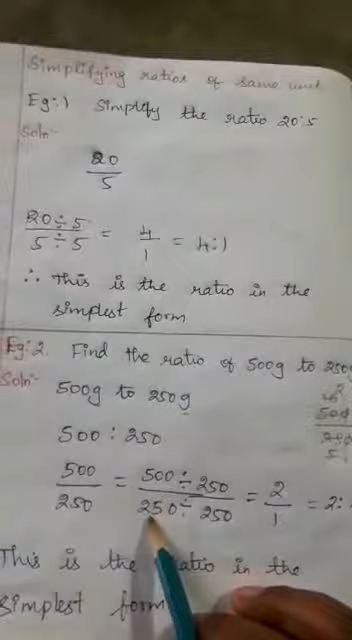 Simplifying ratios of same unit
Eg:1 Simplify the ratio 20:5
Soln:-
20/5
20÷5/5÷5 = 4/1 = 4:1
∴ This is the ratio in the
simplest form
Eg:2. Find the ratio of 500g to 250g
Soln:-
500g to 250g
500 : 250
500/250 = 500÷250/250÷250 = 2/1 = 2:
This is the ratio in the
simplest form